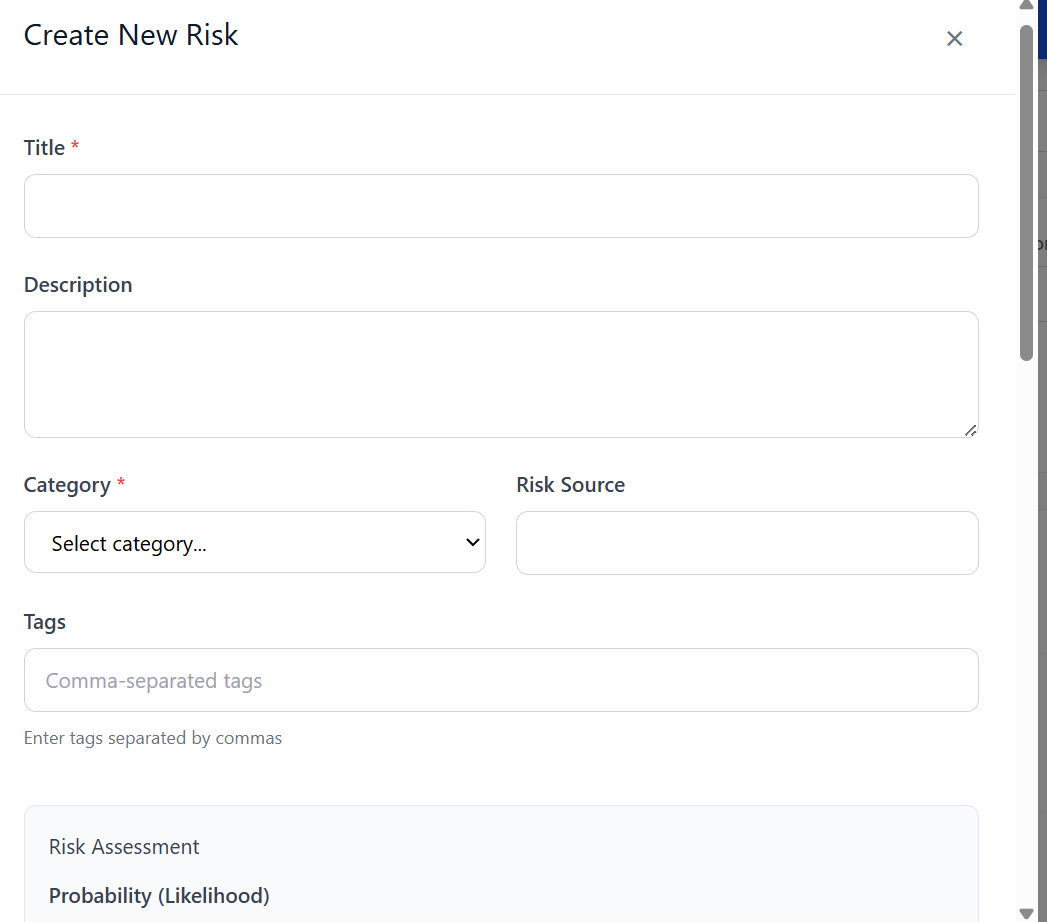 Create New Risk
Title *
Description
Category *
Risk Source
Select category...
Tags
Comma-separated tags
Enter tags separated by commas
Risk Assessment
Probability (Likelihood)